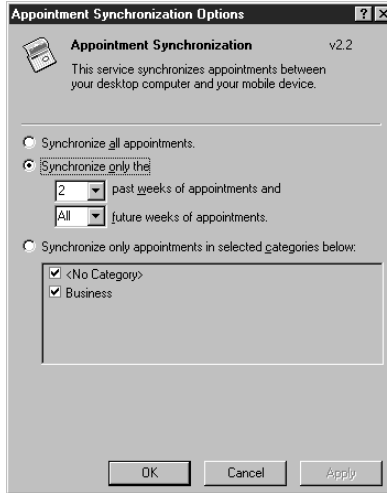 Appointment Synchronization Options
Appointment Synchronization v2.2
This service synchronizes appointments between
your desktop computer and your mobile device.
Synchronize all appointments.
Synchronize only the
2 past weeks of appointments and
All future weeks of appointments.
Synchronize only appointments in selected categories below:
<No Category>
Business
OK Cancel Apply